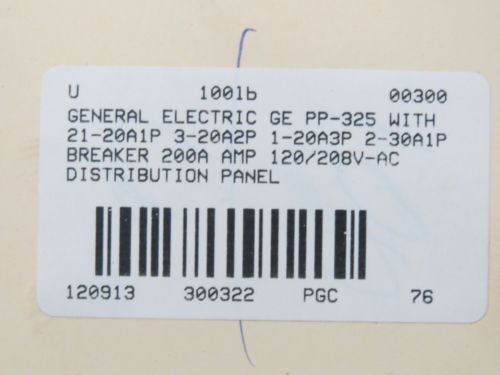 U 100lb 00300
GENERAL ELECTRIC GE PP-325 WITH
21-20A1P 3-20A2P 1-20A3P 2-30A1P
BREAKER 200A AMP 120/208V-AC
DISTRIBUTION PANEL
120913 300322 PGC 76